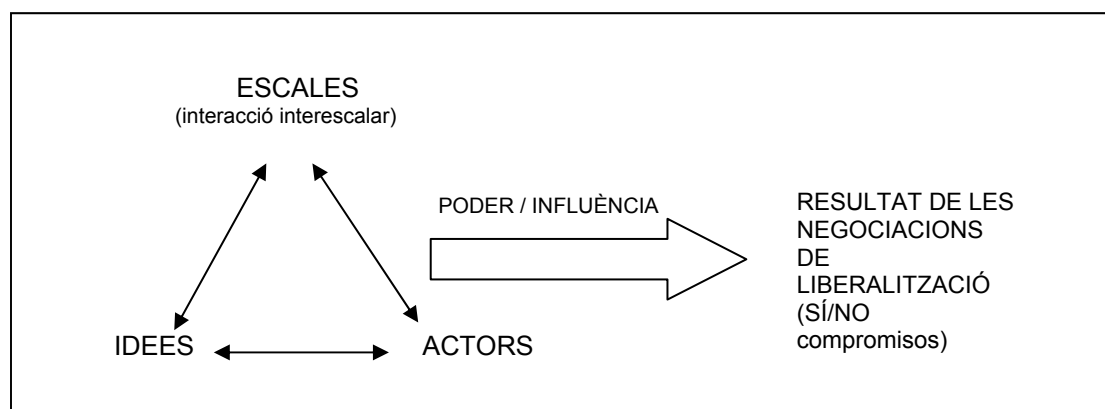 ESCALES
(interacció interescalar)
PODER / INFLUÈNCIA
RESULTAT DE LES
NEGOCIACIONS
DE
LIBERALITZACIÓ
(SÍ/NO
compromisos)
IDEES
ACTORS